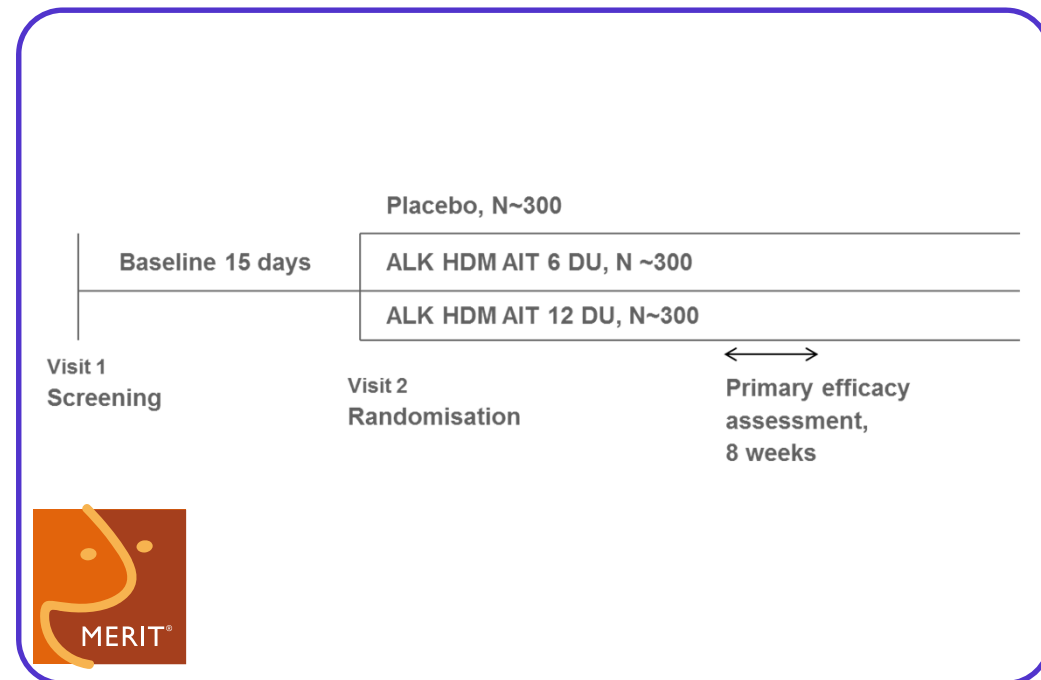 Placebo, N~300
Baseline 15 days
ALK HDM AIT 6 DU, N ~300
ALK HDM AIT 12 DU, N~300
Visit 1
Screening
Visit 2
Randomisation
Primary efficacy
assessment,
8 weeks
MERIT®